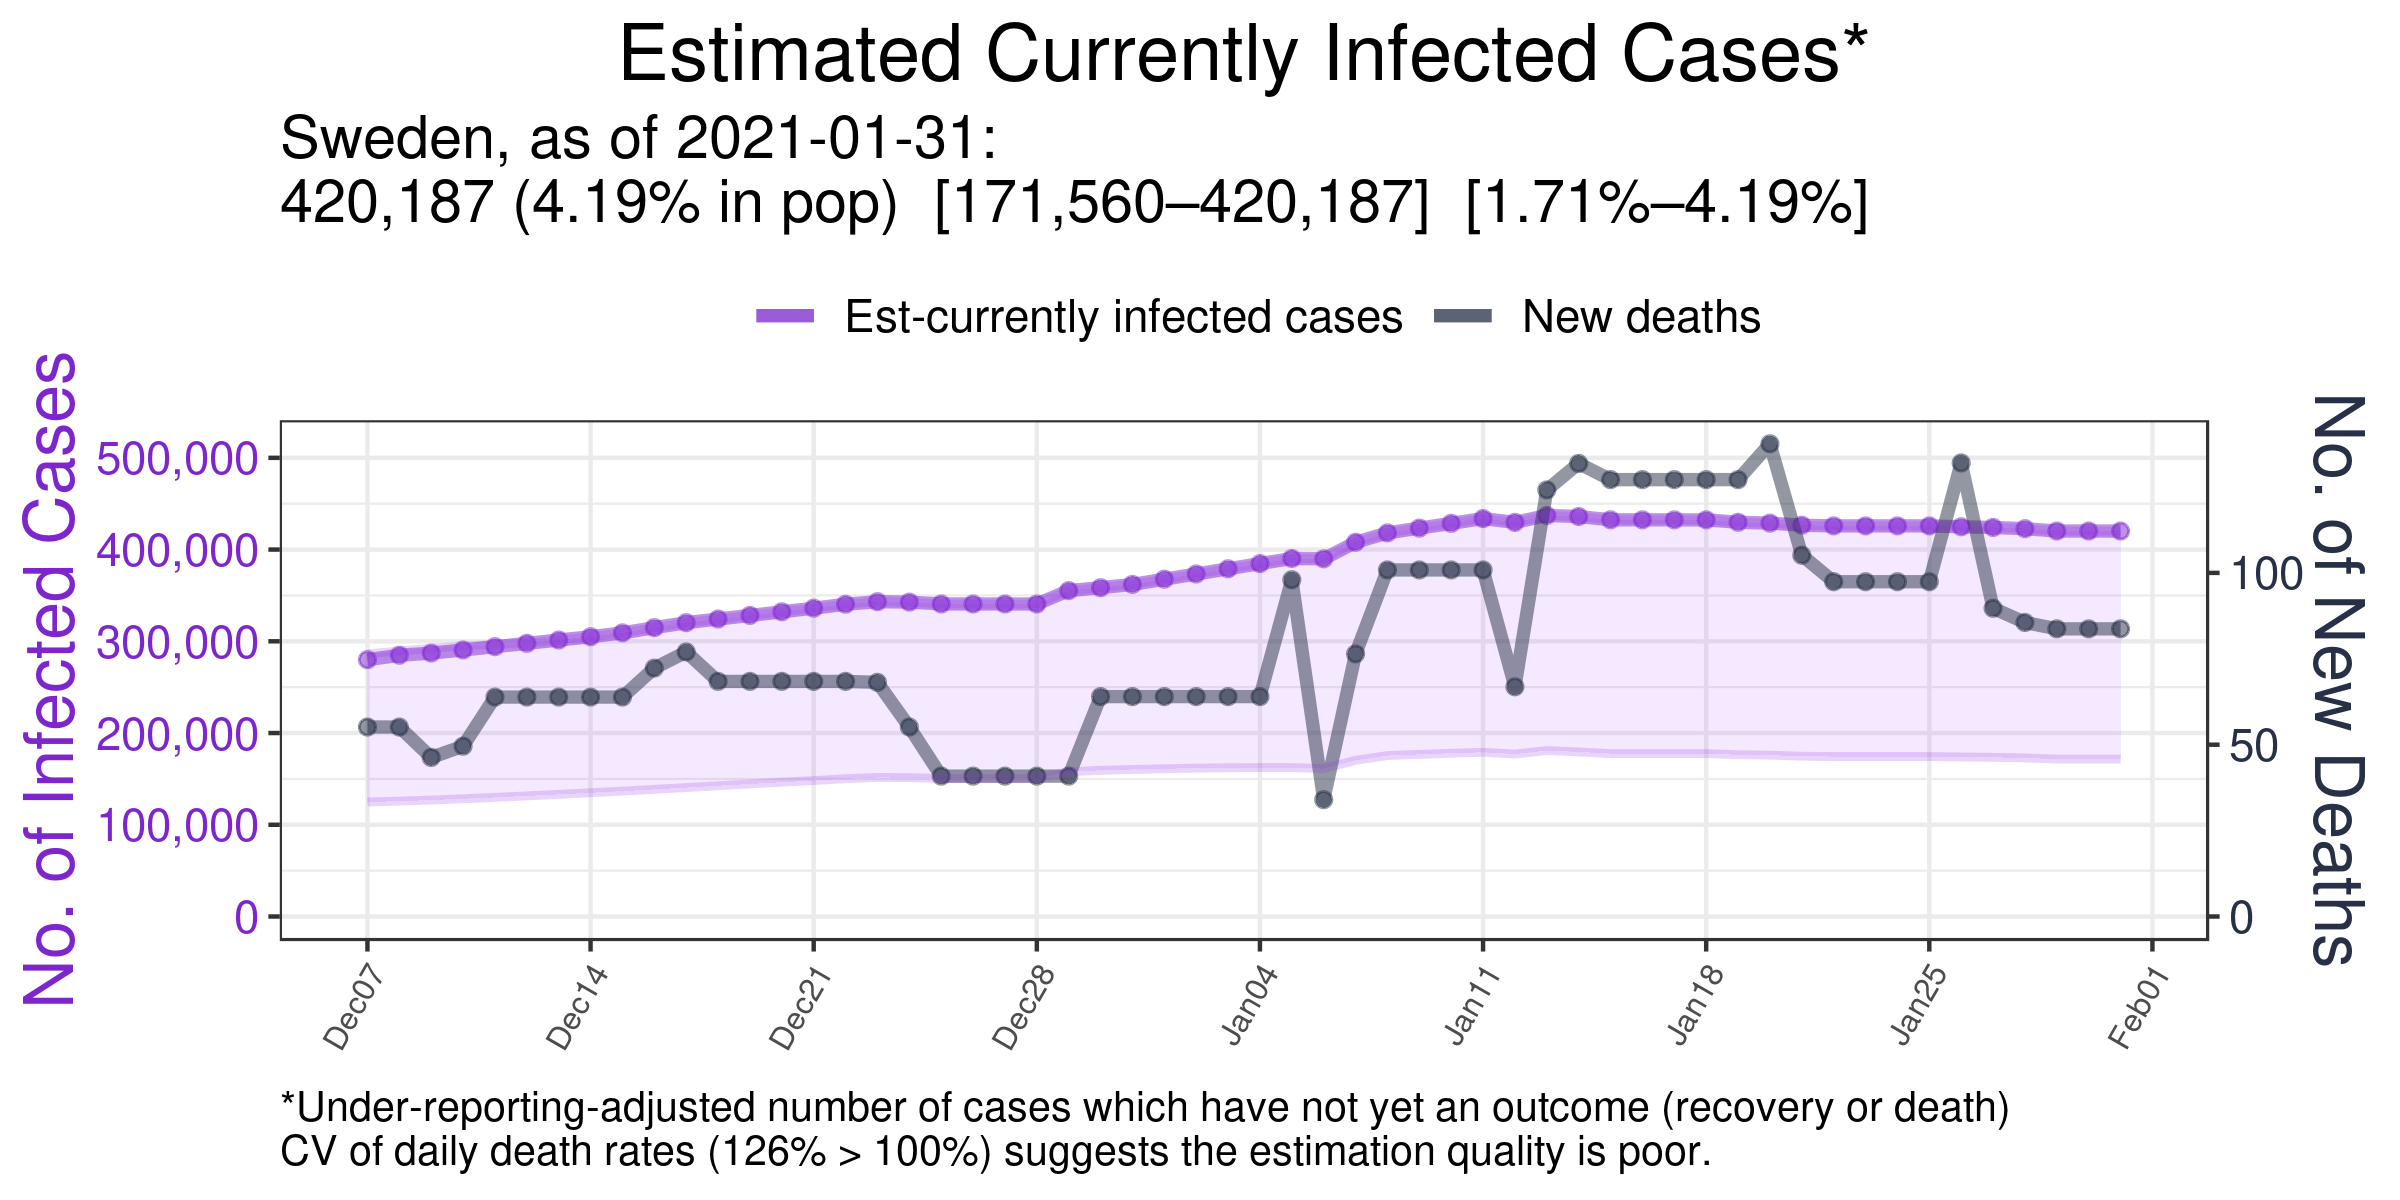 Estimated Currently Infected Cases*
Sweden, as of 2021-01-31:
420,187 (4.19% in pop)  [171,560–420,187]  [1.71%–4.19%]
Est-currently infected cases
New deaths
No. of Infected Cases
500,000
400,000
300,000
200,000
100,000
0
No. of New Deaths
100
50
0
Dec07
Dec14
Dec21
Dec28
Jan04
Jan11
Jan18
Jan25
Feb01
*Under-reporting-adjusted number of cases which have not yet an outcome (recovery or death)
CV of daily death rates (126% > 100%) suggests the estimation quality is poor.